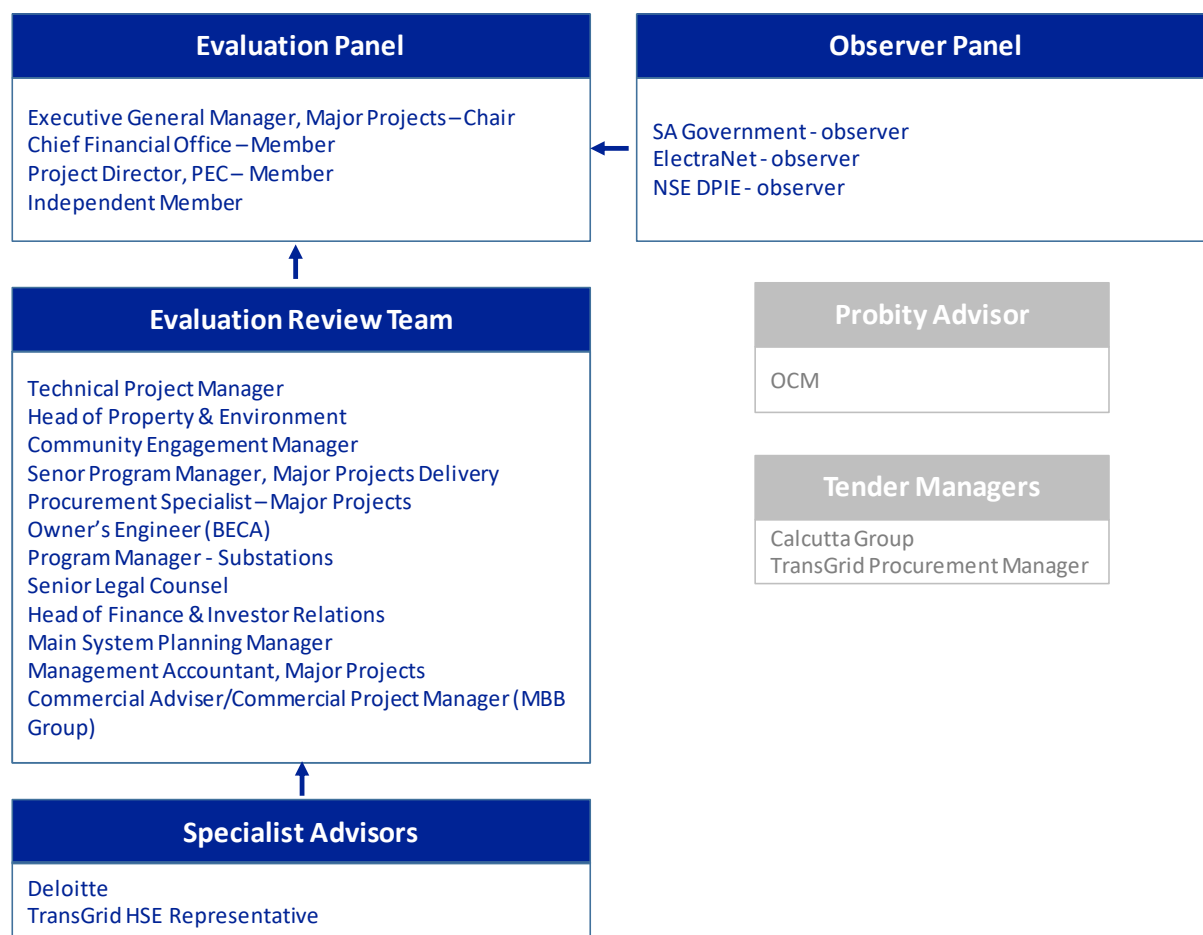 Evaluation Panel
Executive General Manager, Major Projects – Chair
Chief Financial Office – Member
Project Director, PEC – Member
Independent Member
Observer Panel
SA Government - observer
ElectraNet - observer
NSE DPIE - observer
Evaluation Review Team
Technical Project Manager
Head of Property & Environment
Community Engagement Manager
Senor Program Manager, Major Projects Delivery
Procurement Specialist – Major Projects
Owner's Engineer (BECA)
Program Manager - Substations
Senior Legal Counsel
Head of Finance & Investor Relations
Main System Planning Manager
Management Accountant, Major Projects
Commercial Adviser/Commercial Project Manager (MBB
Group)
Probity Advisor
OCM
Tender Managers
Calcutta Group
TransGrid Procurement Manager
Specialist Advisors
Deloitte
TransGrid HSE Representative